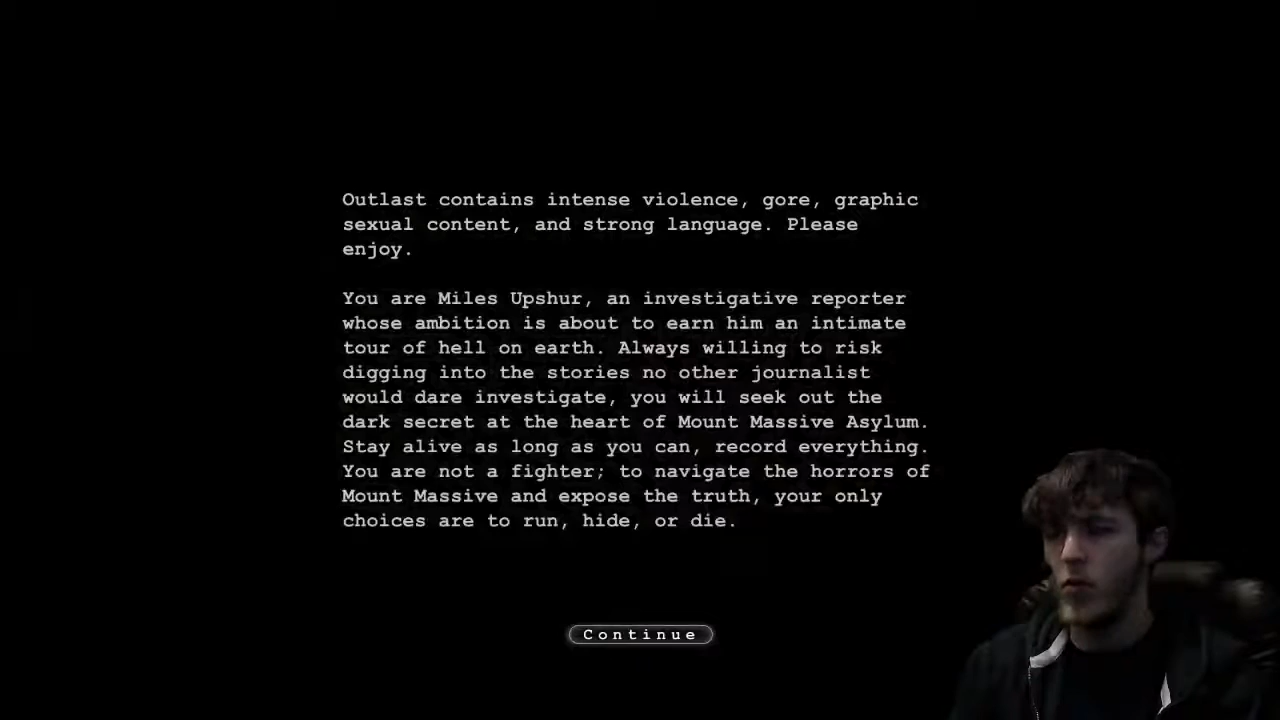 Outlast contains intense violence, gore, graphic
sexual content, and strong language. Please
enjoy.
You are Miles Upshur, an investigative reporter
whose ambition is about to earn him an intimate
tour of hell on earth. Always willing to risk
digging into the stories no other journalist
would dare investigate, you will seek out the
dark secret at the heart of Mount Massive Asylum.
Stay alive as long as you can, record everything.
You are not a fighter; to navigate the horrors of
Mount Massive and expose the truth, your only
choices are to run, hide, or die.
Continue